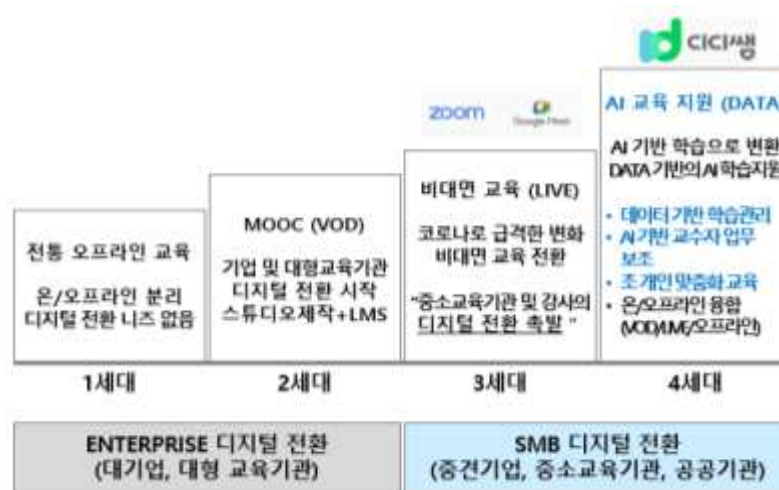 CICI쌤
zoom
Google Meet
AI 교육 지원 (DATA)
AI 기반 학습으로 변환
DATA 기반의 AI 학습지원
• 데이터 기반 학습관리
• AI 기반 교수자 업무
보조
• 초 개인 맞춤화 교육
• 온/오프라인 융합
(VOD/LIVE/오프라인)
비대면 교육 (LIVE)
코로나로 급격한 변화
비대면 교육 전환
"중소교육기관 및 강사의
디지털 전환 촉발 "
MOOC (VOD)
기업 및 대형교육기관
디지털 전환 시작
스튜디오제작+LMS
전통 오프라인 교육
온/오프라인 분리
디지털 전환 니즈 없음
1세대
2세대
3세대
4세대
ENTERPRISE 디지털 전환
(대기업, 대형 교육기관)
SMB 디지털 전환
(중견기업, 중소교육기관, 공공기관)